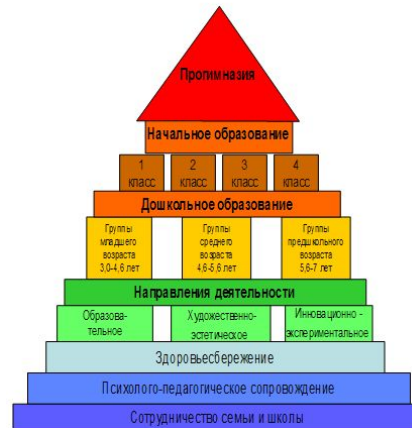 Прогимназия
Начальное образование
1 2 3 4
класс класс класс класс
Дошкольное образование
Группы младшего возраста 3,0-4,6 лет
Группы среднего возраста 4,6-5,6 лет
Группы предшкольного возраста 5,6-7 лет
Направления деятельности
Образова-
тельное
Художественно-
эстетическое
Инновационно -
экспериментальное
Здоровьесбережение
Психолого-педагогическое сопровождение
Сотрудничество семьи и школы